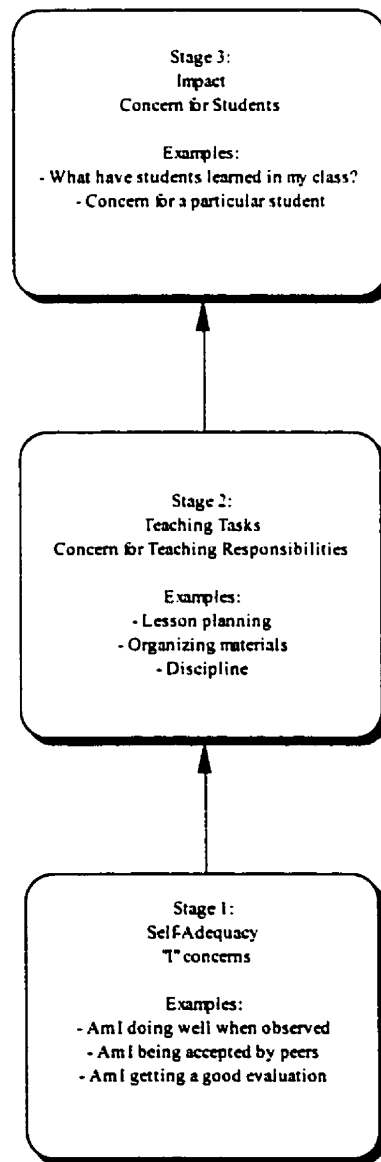 Stage 3:
Impact
Concern for Students
Examples:
- What have students learned in my class?
- Concern for a particular student
Stage 2:
Teaching Tasks
Concern for Teaching Responsibilities
Examples:
- Lesson planning
- Organizing materials
- Discipline
Stage 1:
Self-Adequacy
"I" concerns
Examples:
- Am I doing well when observed
- Am I being accepted by peers
- Am I getting a good evaluation